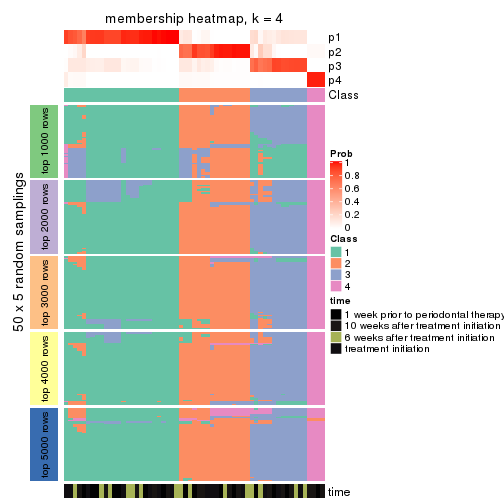 membership heatmap, k = 4
p1
p2
p3
p4
Class
50 x 5 random samplings
top 1000 rows
top 2000 rows
top 3000 rows
top 4000 rows
top 5000 rows
Prob
1
0.8
0.6
0.4
0.2
0
Class
1
2
3
4
time
1 week prior to periodontal therapy
10 weeks after treatment initiation
6 weeks after treatment initiation
treatment initiation
time